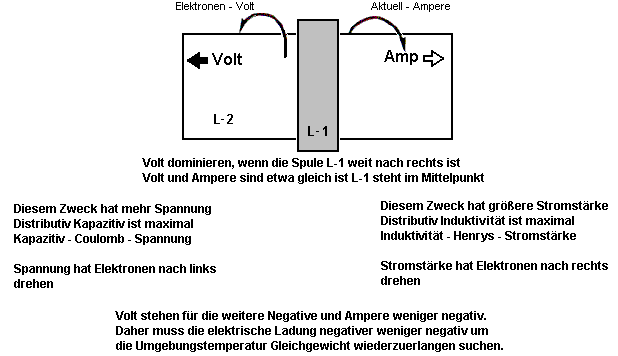 Elektronen - Volt
Aktuell - Ampere
Volt
Amp
L-2
L-1
Volt dominieren, wenn die Spule L-1 weit nach rechts ist
Volt und Ampere sind etwa gleich ist L-1 steht im Mittelpunkt
Diesem Zweck hat mehr Spannung
Distributiv Kapazitiv ist maximal
Kapazitiv - Coulomb - Spannung
Spannung hat Elektronen nach links
drehen
Diesem Zweck hat größere Stromstärke
Distributiv Induktivität ist maximal
Induktivität - Henrys - Stromstärke
Stromstärke hat Elektronen nach rechts
drehen
Volt stehen für die weitere Negative und Ampere weniger negativ.
Daher muss die elektrische Ladung negativer weniger negativ um
die Umgebungstemperatur Gleichgewicht wiederzuerlangen suchen.